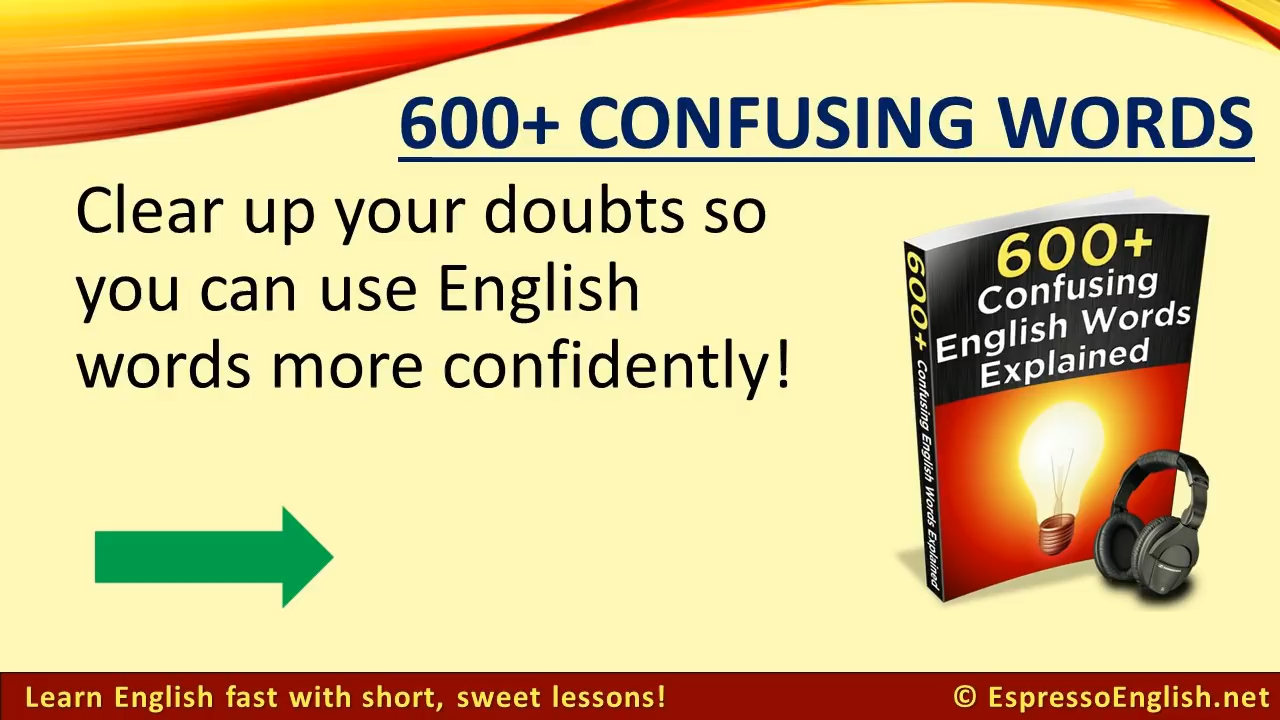 600+ CONFUSING WORDS
Clear up your doubts so
you can use English
words more confidently!
600+
Confusing
English Words
Explained
600+ Confusing English Words Explained
Learn English fast with short, sweet lessons!
© EspressoEnglish.net